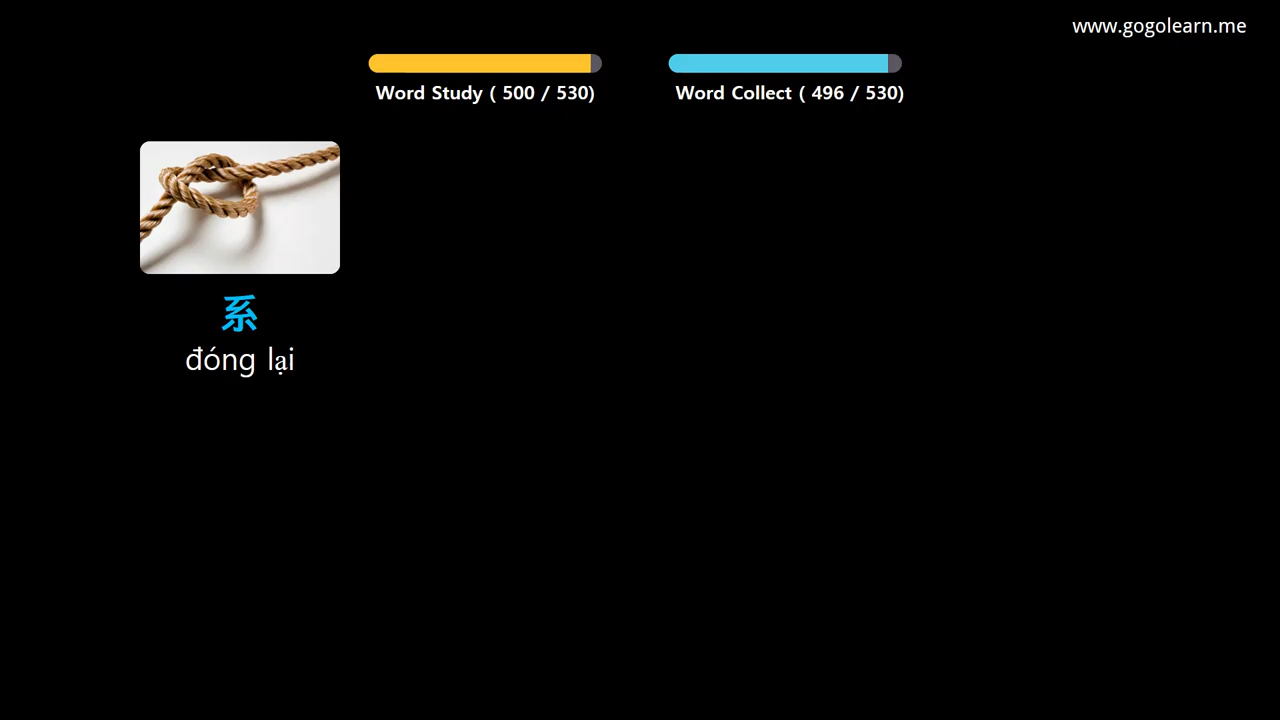 www.gogolearn.me
Word Study ( 500 / 530)
Word Collect ( 496 / 530)
系
đóng lại